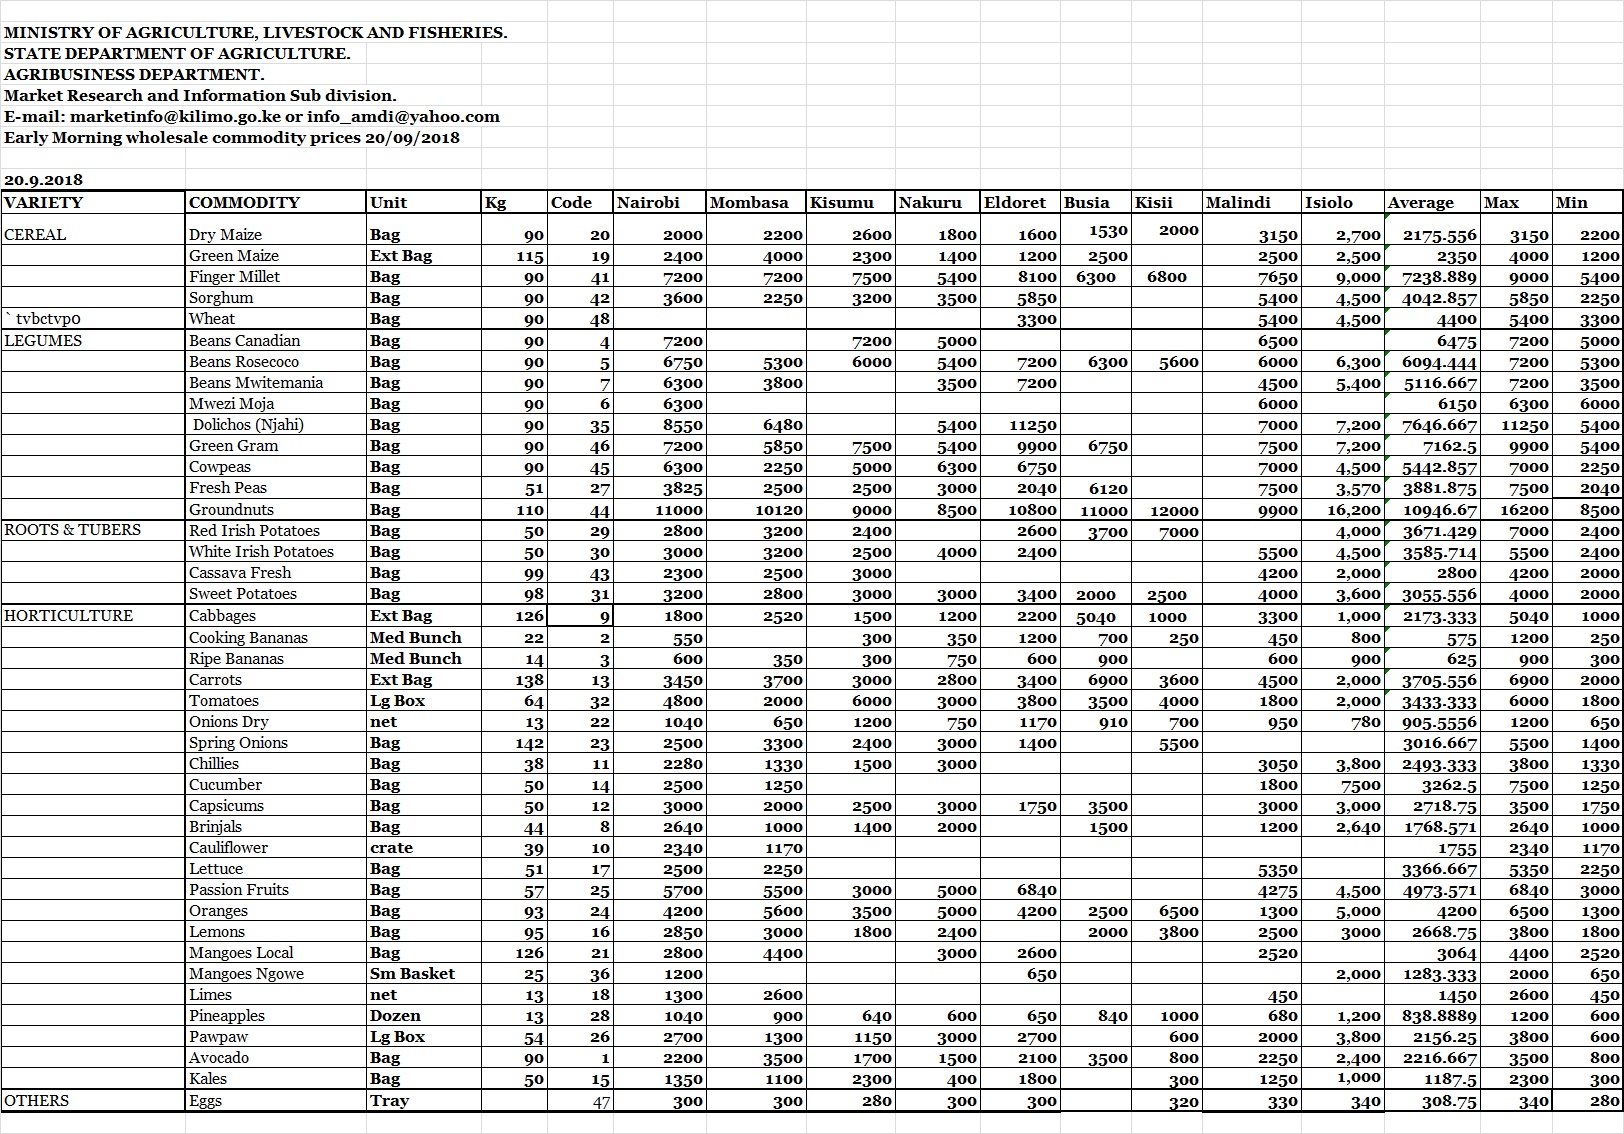 MINISTRY OF AGRICULTURE, LIVESTOCK AND FISHERIES.
STATE DEPARTMENT OF AGRICULTURE.
AGRIBUSINESS DEPARTMENT.
Market Research and Information Sub division.
E-mail: marketinfo@kilimo.go.ke or info_amdi@yahoo.com
Early Morning wholesale commodity prices 20/09/2018
20.9.2018
VARIETY COMMODITY Unit Kg Code Nairobi Mombasa Kisumu Nakuru Eldoret Busia Kisii Malindi Isiolo Average Max Min
CEREAL Dry Maize Bag 90 20 2000 2200 2600 1800 1600 1530 2000 3150 2,700 2175.556 3150 2200
Green Maize Ext Bag 115 19 2400 4000 2300 1400 1200 2500 2500 2,500 2350 4000 1200
Finger Millet Bag 90 41 7200 7200 7500 5400 8100 6300 6800 7650 9,000 7238.889 9000 5400
Sorghum Bag 90 42 3600 2250 3200 3500 5850 5400 4,500 4042.857 5850 2250
` tvbctvp0 Wheat Bag 90 48 3300 5400 4,500 4400 5400 3300
LEGUMES Beans Canadian Bag 90 4 7200 7200 5000 6500 6475 7200 5000
Beans Rosecoco Bag 90 5 6750 5300 6000 5400 7200 6300 5600 6000 6,300 6094.444 7200 5300
Beans Mwitemania Bag 90 7 6300 3800 3500 7200 4500 5,400 5116.667 7200 3500
Mwezi Moja Bag 90 6 6300 6000 6150 6300 6000
Dolichos (Njahi) Bag 90 35 8550 6480 5400 11250 7000 7,200 7646.667 11250 5400
Green Gram Bag 90 46 7200 5850 7500 5400 9900 6750 7500 7,200 7162.5 9900 5400
Cowpeas Bag 90 45 6300 2250 5000 6300 6750 7000 4,500 5442.857 7000 2250
Fresh Peas Bag 51 27 3825 2500 2500 3000 2040 6120 7500 3,570 3881.875 7500 2040
Groundnuts Bag 110 44 11000 10120 9000 8500 10800 11000 12000 9900 16,200 10946.67 16200 8500
ROOTS & TUBERS Red Irish Potatoes Bag 50 29 2800 3200 2400 2600 3700 7000 4,000 3671.429 7000 2400
White Irish Potatoes Bag 50 30 3000 3200 2500 4000 2400 5500 4,500 3585.714 5500 2400
Cassava Fresh Bag 99 43 2300 2500 3000 4200 2,000 2800 4200 2000
Sweet Potatoes Bag 98 31 3200 2800 3000 3000 3400 2000 2500 4000 3,600 3055.556 4000 2000
HORTICULTURE Cabbages Ext Bag 126 9 1800 2520 1500 1200 2200 5040 1000 3300 1,000 2173.333 5040 1000
Cooking Bananas Med Bunch 22 2 550 300 350 1200 700 250 450 800 575 1200 250
Ripe Bananas Med Bunch 14 3 600 350 300 750 600 900 600 900 625 900 300
Carrots Ext Bag 138 13 3450 3700 3000 2800 3400 6900 3600 4500 2,000 3705.556 6900 2000
Tomatoes Lg Box 64 32 4800 2000 6000 3000 3800 3500 4000 1800 2,000 3433.333 6000 1800
Onions Dry net 13 22 1040 650 1200 750 1170 910 700 950 780 905.5556 1200 650
Spring Onions Bag 142 23 2500 3300 2400 3000 1400 5500 3016.667 5500 1400
Chillies Bag 38 11 2280 1330 1500 3000 3050 3,800 2493.333 3800 1330
Cucumber Bag 50 14 2500 1250 1800 7500 3262.5 7500 1250
Capsicums Bag 50 12 3000 2000 2500 3000 1750 3500 3000 3,000 2718.75 3500 1750
Brinjals Bag 44 8 2640 1000 1400 2000 1500 1200 2,640 1768.571 2640 1000
Cauliflower crate 39 10 2340 1170 1755 2340 1170
Lettuce Bag 51 17 2500 2250 5350 3366.667 5350 2250
Passion Fruits Bag 57 25 5700 5500 3000 5000 6840 4275 4,500 4973.571 6840 3000
Oranges Bag 93 24 4200 5600 3500 5000 4200 2500 6500 1300 5,000 4200 6500 1300
Lemons Bag 95 16 2850 3000 1800 2400 2000 3800 2500 3000 2668.75 3800 1800
Mangoes Local Bag 126 21 2800 4400 3000 2600 2520 3064 4400 2520
Mangoes Ngowe Sm Basket 25 36 1200 650 2,000 1283.333 2000 650
Limes net 13 18 1300 2600 450 1450 2600 450
Pineapples Dozen 13 28 1040 900 640 600 650 840 1000 680 1,200 838.8889 1200 600
Pawpaw Lg Box 54 26 2700 1300 1150 3000 2700 600 2000 3,800 2156.25 3800 600
Avocado Bag 90 1 2200 3500 1700 1500 2100 3500 800 2250 2,400 2216.667 3500 800
Kales Bag 50 15 1350 1100 2300 400 1800 300 1250 1,000 1187.5 2300 300
OTHERS Eggs Tray 47 300 300 280 300 300 320 330 340 308.75 340 280